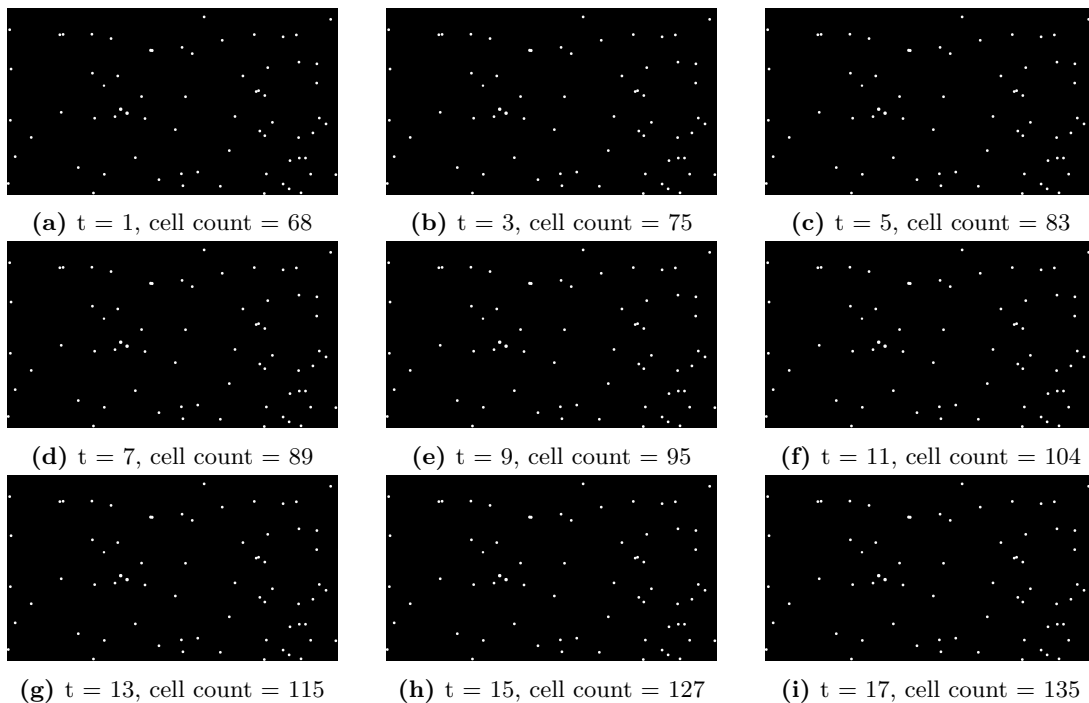 (a) t = 1, cell count = 68
(b) t = 3, cell count = 75
(c) t = 5, cell count = 83
(d) t = 7, cell count = 89
(e) t = 9, cell count = 95
(f) t = 11, cell count = 104
(g) t = 13, cell count = 115
(h) t = 15, cell count = 127
(i) t = 17, cell count = 135